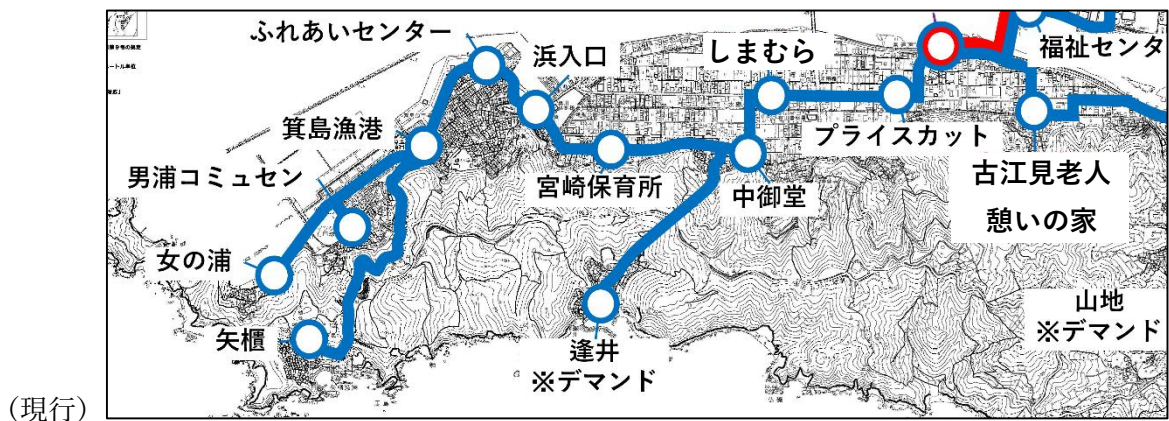 ふれあいセンター
浜入口
しまむら
福祉センタ
箕島漁港
プライスカット
男浦コミュセン
宮崎保育所
中御堂
古江見老人
憩いの家
女の浦
矢櫃
逢井
※デマンド
山地
※デマンド
（現行）